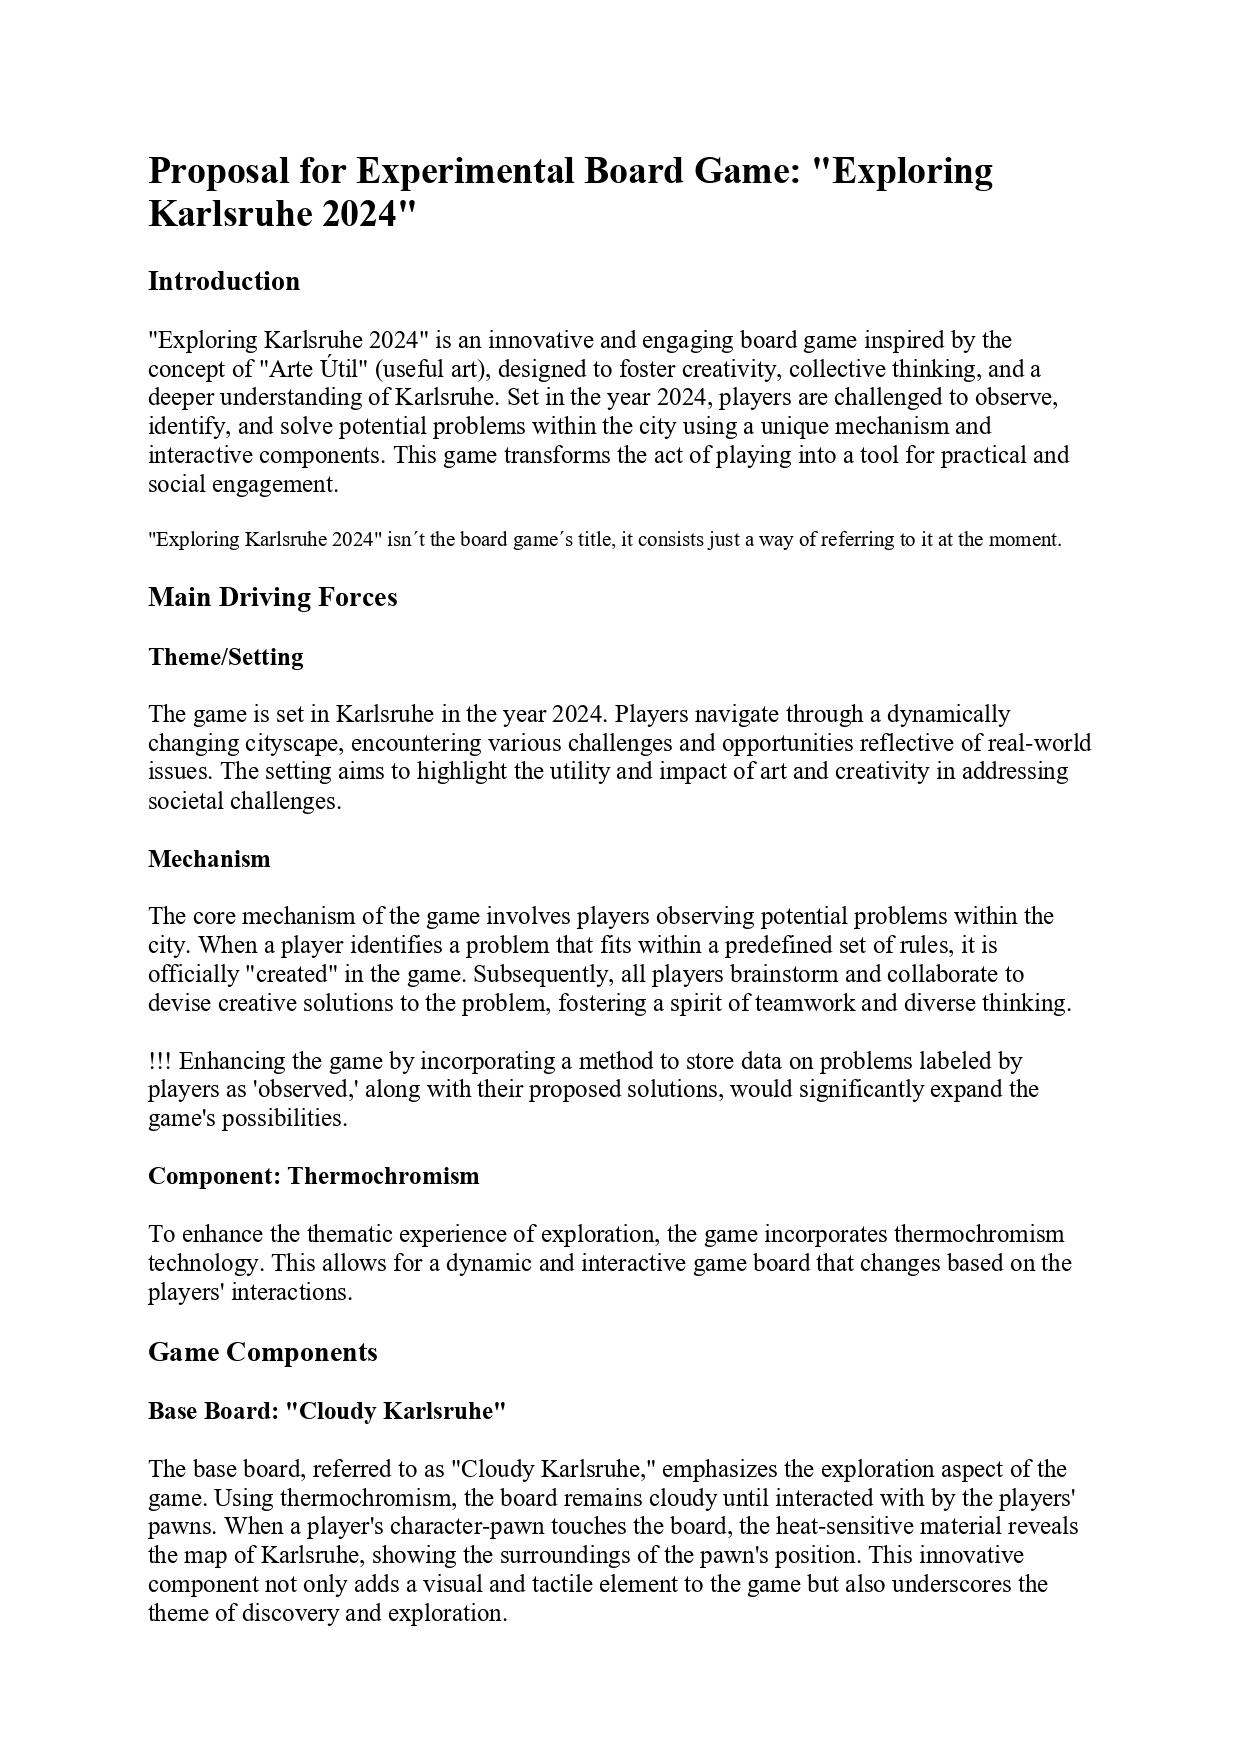 Proposal for Experimental Board Game: "Exploring
Karlsruhe 2024"
Introduction
"Exploring Karlsruhe 2024" is an innovative and engaging board game inspired by the
concept of "Arte Útil" (useful art), designed to foster creativity, collective thinking, and a
deeper understanding of Karlsruhe. Set in the year 2024, players are challenged to observe,
identify, and solve potential problems within the city using a unique mechanism and
interactive components. This game transforms the act of playing into a tool for practical and
social engagement.
"Exploring Karlsruhe 2024" isn´t the board game´s title, it consists just a way of referring to it at the moment.
Main Driving Forces
Theme/Setting
The game is set in Karlsruhe in the year 2024. Players navigate through a dynamically
changing cityscape, encountering various challenges and opportunities reflective of real-world
issues. The setting aims to highlight the utility and impact of art and creativity in addressing
societal challenges.
Mechanism
The core mechanism of the game involves players observing potential problems within the
city. When a player identifies a problem that fits within a predefined set of rules, it is
officially "created" in the game. Subsequently, all players brainstorm and collaborate to
devise creative solutions to the problem, fostering a spirit of teamwork and diverse thinking.
!!! Enhancing the game by incorporating a method to store data on problems labeled by
players as 'observed,' along with their proposed solutions, would significantly expand the
game's possibilities.
Component: Thermochromism
To enhance the thematic experience of exploration, the game incorporates thermochromism
technology. This allows for a dynamic and interactive game board that changes based on the
players' interactions.
Game Components
Base Board: "Cloudy Karlsruhe"
The base board, referred to as "Cloudy Karlsruhe," emphasizes the exploration aspect of the
game. Using thermochromism, the board remains cloudy until interacted with by the players'
pawns. When a player's character-pawn touches the board, the heat-sensitive material reveals
the map of Karlsruhe, showing the surroundings of the pawn's position. This innovative
component not only adds a visual and tactile element to the game but also underscores the
theme of discovery and exploration.